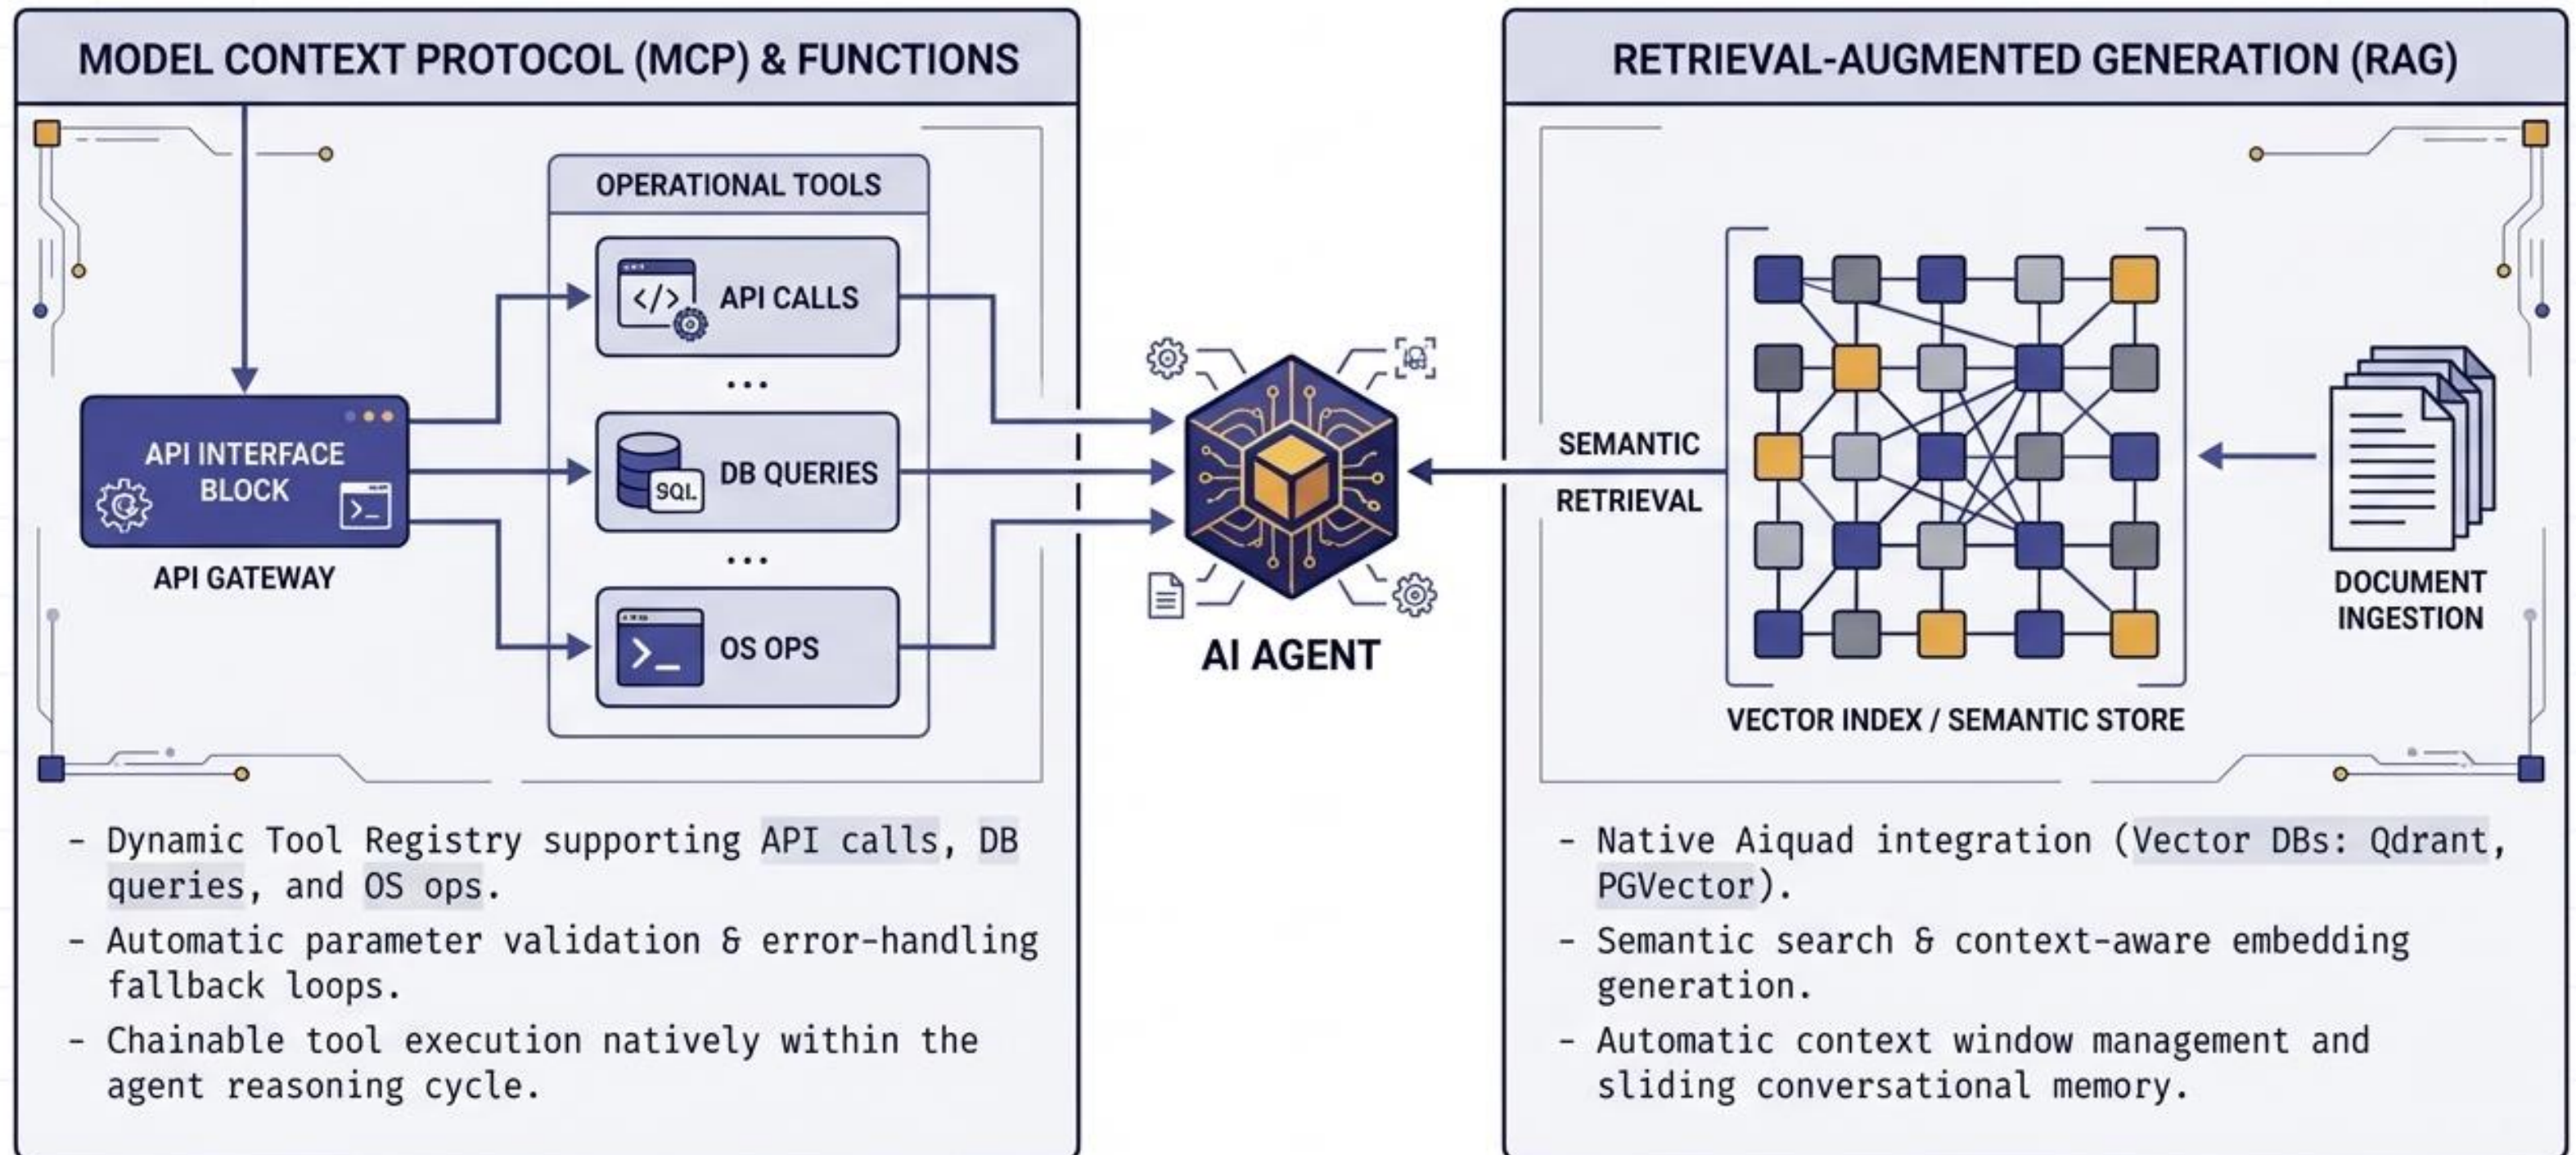 MODEL CONTEXT PROTOCOL (MCP) & FUNCTIONS
OPERATIONAL TOOLS
</>
API CALLS
...
API INTERFACE
BLOCK
>_
API GATEWAY
SQL
DB QUERIES
...
>_
OS OPS
- Dynamic Tool Registry supporting API calls, DB
queries, and OS ops.
- Automatic parameter validation & error-handling
fallback loops.
- Chainable tool execution natively within the
agent reasoning cycle.
AI AGENT
RETRIEVAL-AUGMENTED GENERATION (RAG)
SEMANTIC
RETRIEVAL
DOCUMENT
INGESTION
VECTOR INDEX / SEMANTIC STORE
- Native Aiquad integration (Vector DBs: Qdrant,
PGVector).
- Semantic search & context-aware embedding
generation.
- Automatic context window management and
sliding conversational memory.